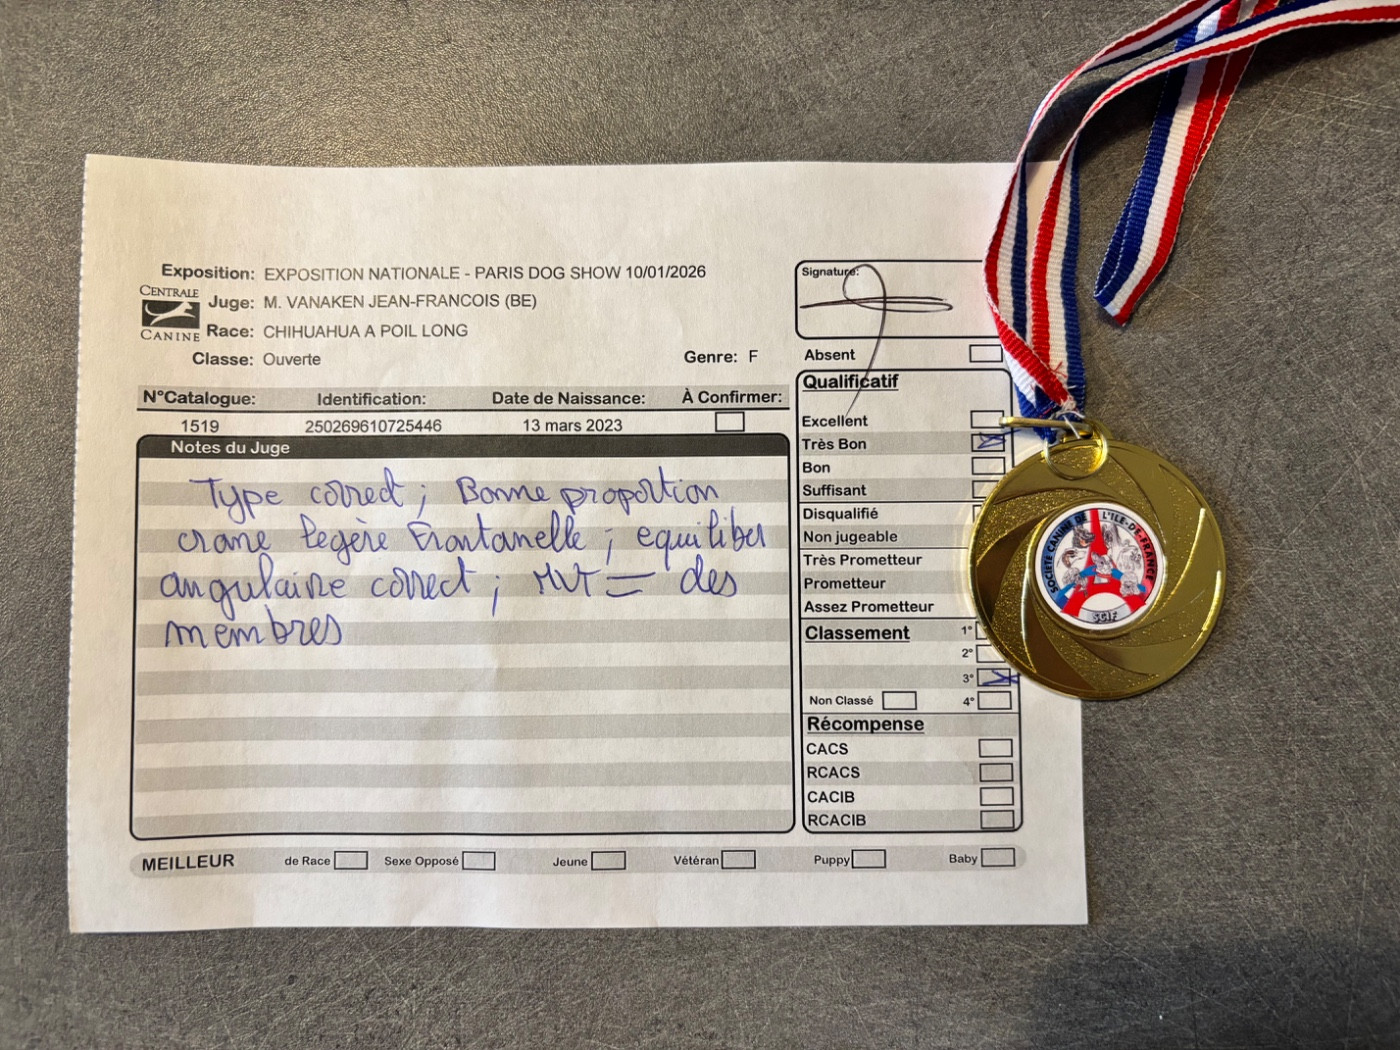 Exposition: EXPOSITION NATIONALE - PARIS DOG SHOW 10/01/2026
CENTRALE
CANINE
Juge: M. VANAKEN JEAN-FRANCOIS (BE)
Race: CHIHUAHUA A POIL LONG
Classe: Ouverte
Genre: F
N°Catalogue: Identification: Date de Naissance: À Confirmer:
1519 250269610725446 13 mars 2023
Notes du Juge
Type correct ; Bonne proportion
crane legère Frontanelle ; equiliber
angulaire correct ; MVT = des
membres
Signature:
Absent
Qualificatif
Excellent
Très Bon
Bon
Suffisant
Disqualifié
Non jugeable
Très Prometteur
Prometteur
Assez Prometteur
Classement 1°
2°
3°
Non Classé 4°
Récompense
CACS
RCACS
CACIB
RCACIB
MEILLEUR de Race Sexe Opposé Jeune Vétéran Puppy Baby
SOCIÉTÉ CANINE DE L'ILE-DE-FRANCE
SCIF